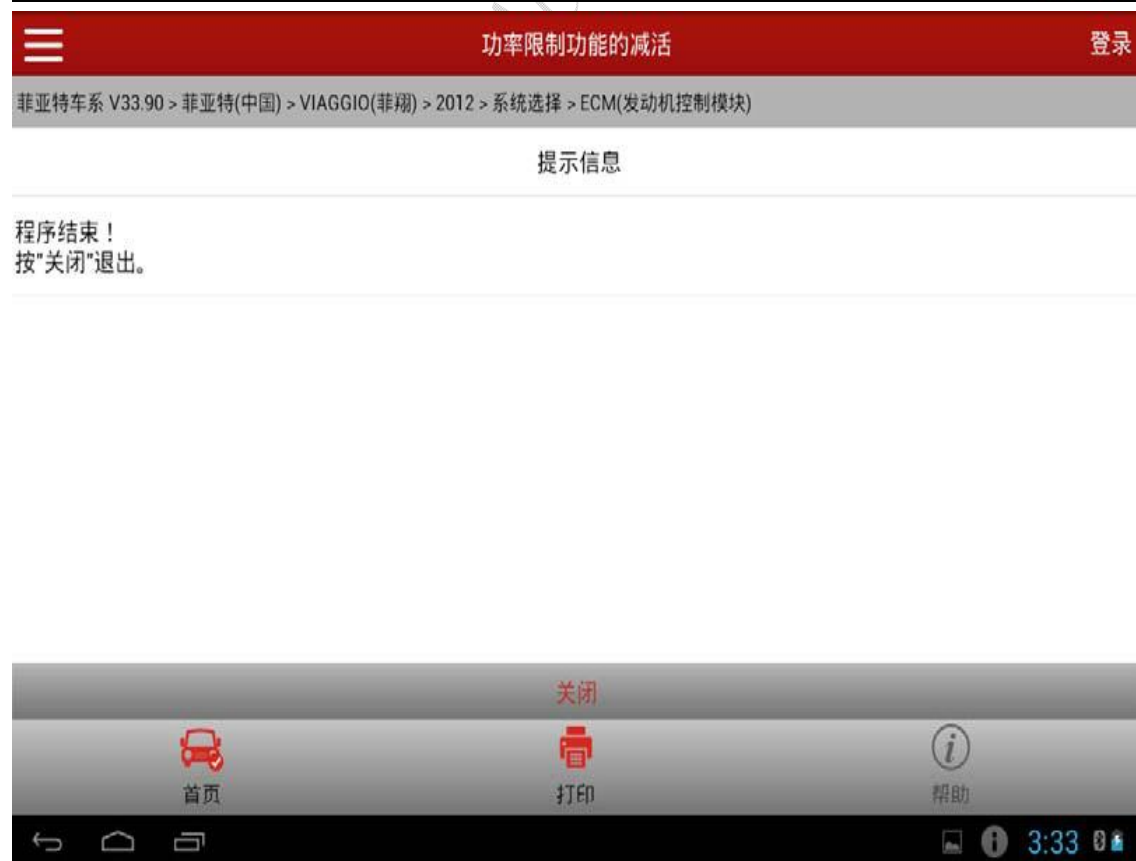 功率限制功能的减活
登录
菲亚特车系 V33.90 > 菲亚特(中国) > VIAGGIO(菲翔) > 2012 > 系统选择 > ECM(发动机控制模块)
提示信息
程序结束！
按"关闭"退出。
关闭
首页
打印
帮助
3:33